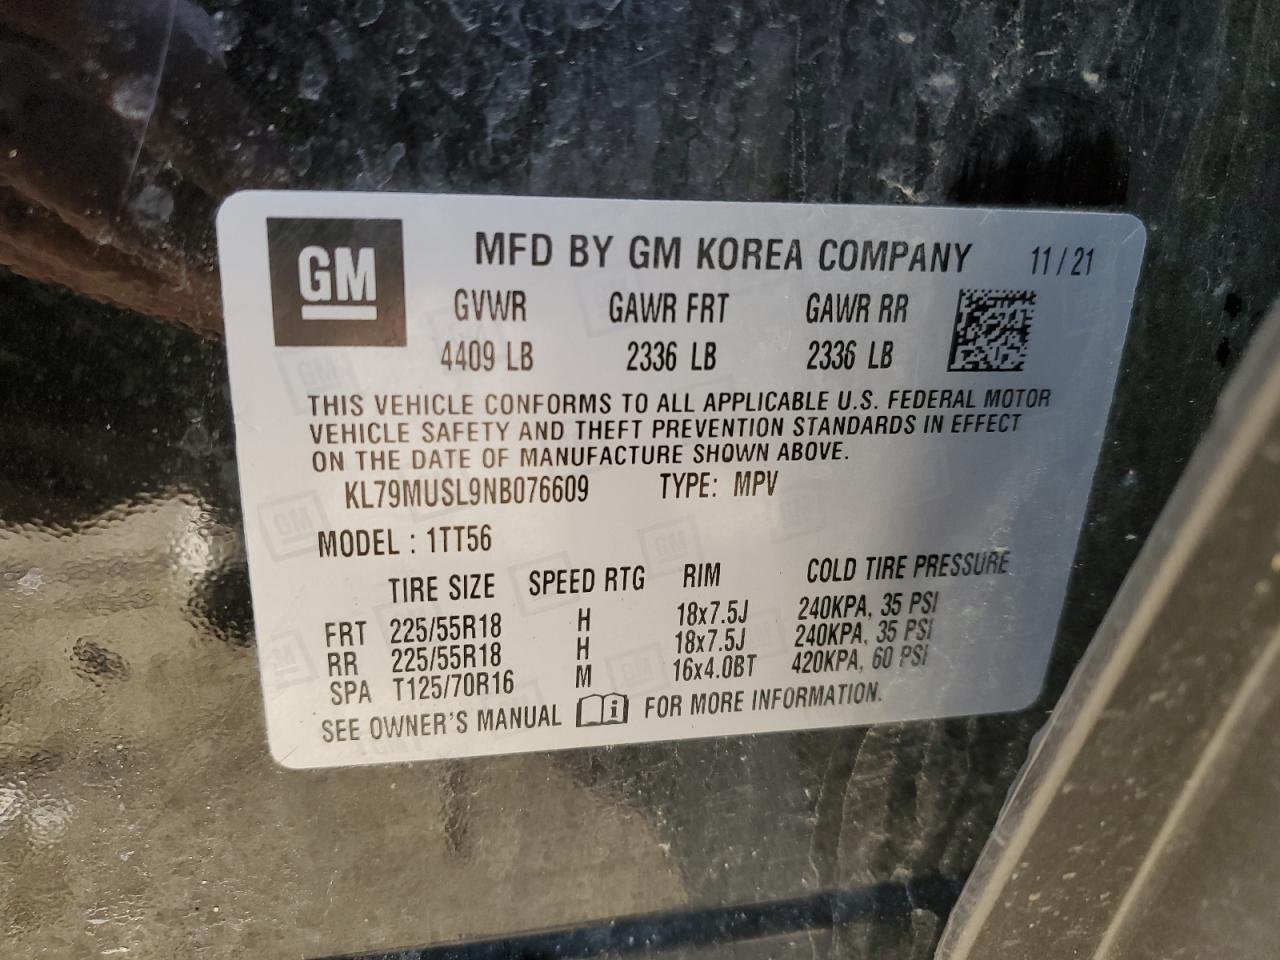 GM
MFD BY GM KOREA COMPANY 11/21
GVWR GAWR FRT GAWR RR
4409 LB 2336 LB 2336 LB
THIS VEHICLE CONFORMS TO ALL APPLICABLE U.S. FEDERAL MOTOR
VEHICLE SAFETY AND THEFT PREVENTION STANDARDS IN EFFECT
ON THE DATE OF MANUFACTURE SHOWN ABOVE.
KL79MUSL9NB076609 TYPE: MPV
MODEL : 1TT56
TIRE SIZE SPEED RTG RIM COLD TIRE PRESSURE
FRT 225/55R18 H 18x7.5J 240KPA, 35 PSI
RR 225/55R18 H 18x7.5J 240KPA, 35 PSI
SPA T125/70R16 M 16x4.0BT 420KPA, 60 PSI
SEE OWNER'S MANUAL i FOR MORE INFORMATION.